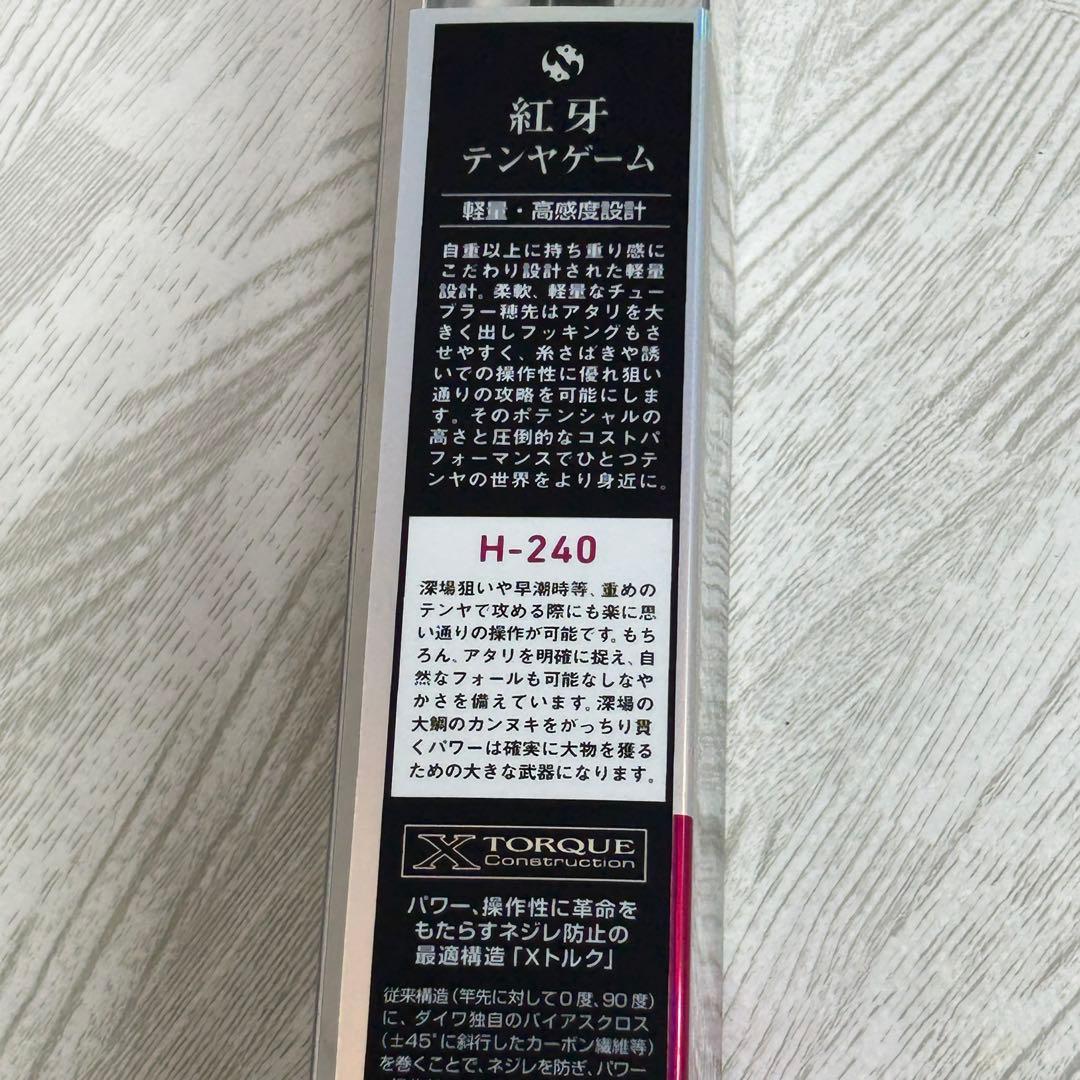 紅牙
テンヤゲーム
軽量・高感度設計
自重以上に持ち重り感に
こだわり設計された軽量
設計。柔軟、軽量なチュー
ブラー穂先はアタリを大
きく出しフッキングもさ
せやすく、糸さばきや誘
いでの操作性に優れ狙い
通りの攻略を可能にしま
す。そのポテンシャルの
高さと圧倒的なコストパ
フォーマンスでひとつテ
ンヤの世界をより身近に。
H-240
深場狙いや早潮時等、重めの
テンヤで攻める際にも楽に思
い通りの操作が可能です。もち
ろん、アタリを明確に捉え、自
然なフォールも可能なしなや
かさを備えています。深場の
大鯛のカンヌキをがっちり貫
くパワーは確実に大物を獲る
ための大きな武器になります。
X TORQUE
Construction
パワー、操作性に革命を
もたらすネジレ防止の
最適構造「Xトルク」
従来構造(竿先に対して0度、90度)
に、ダイワ独自のバイアスクロス
(±45°に斜行したカーボン繊維等)
を巻くことで、ネジレを防ぎ、パワー